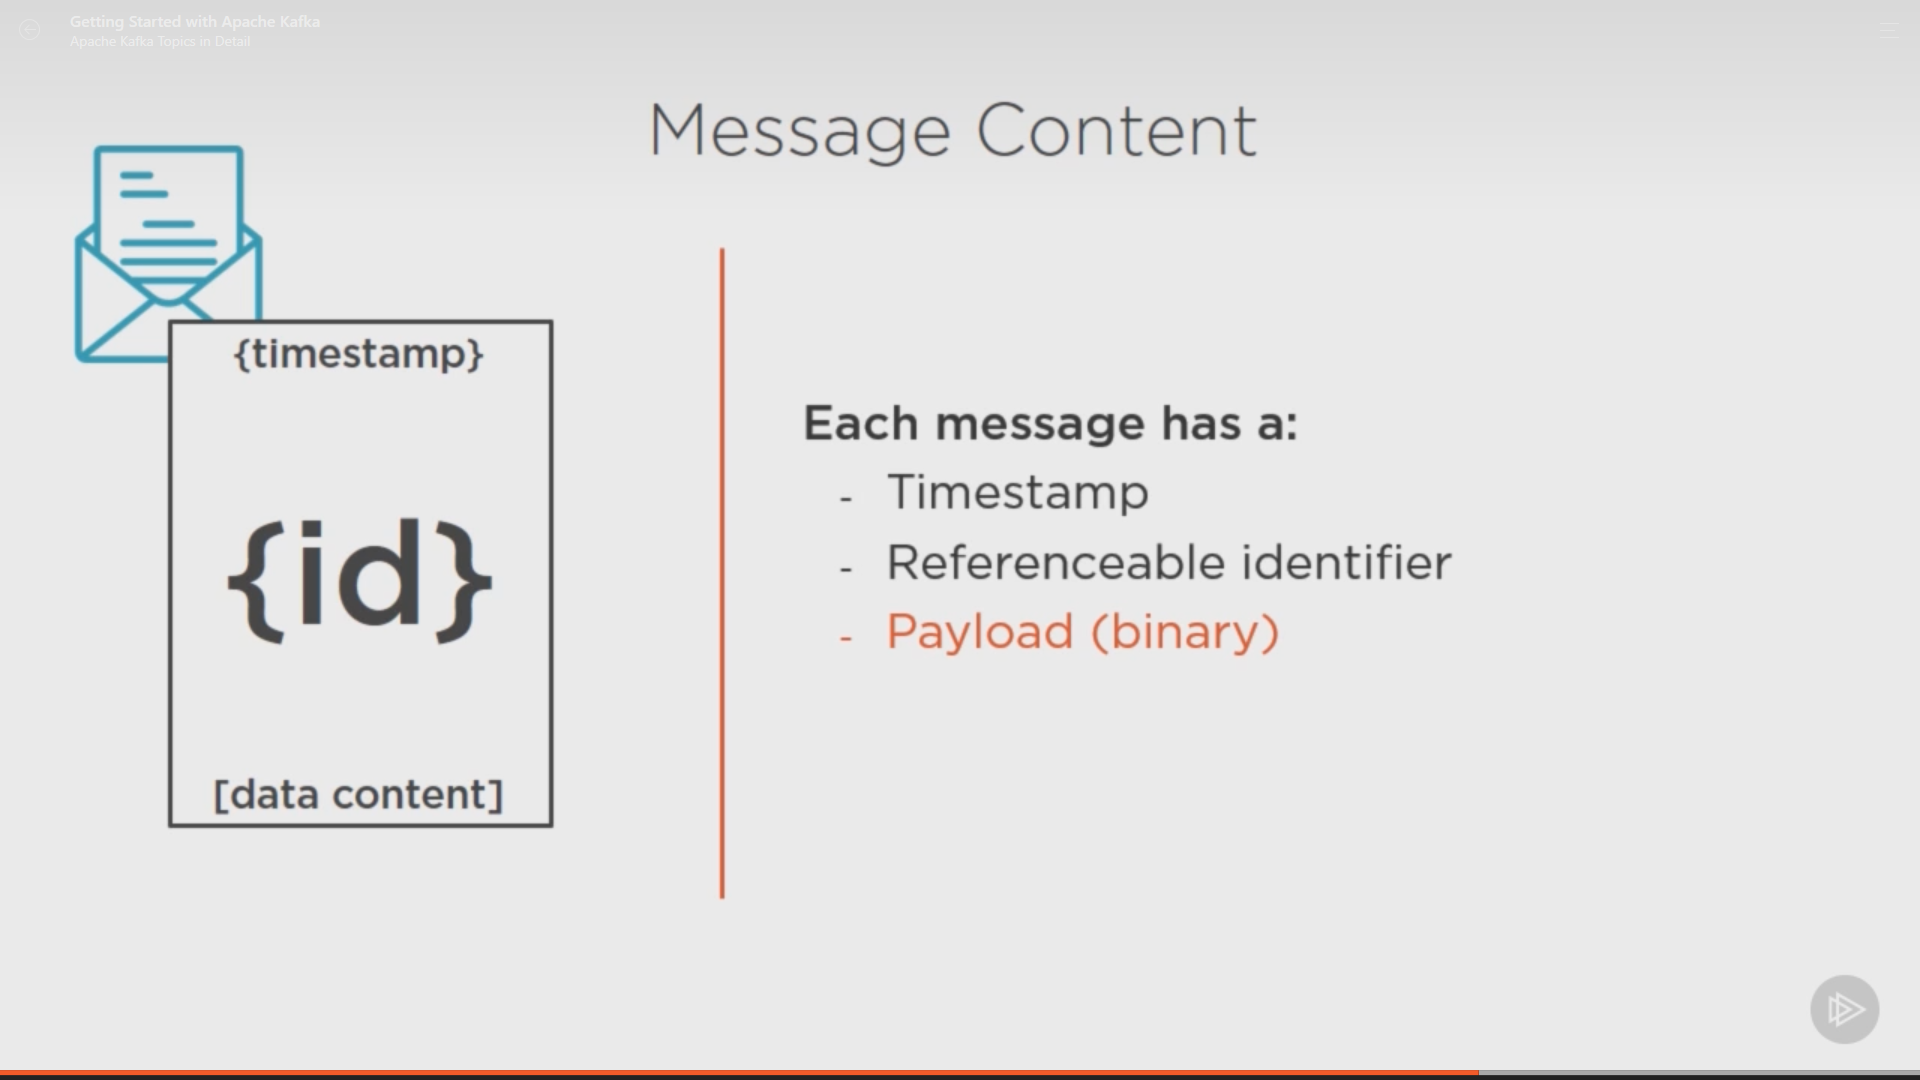 Getting Started with Apache Kafka
Apache Kafka Topics in Detail
Message Content
{timestamp}
{id}
[data content]
Each message has a:
- Timestamp
- Referenceable identifier
- Payload (binary)